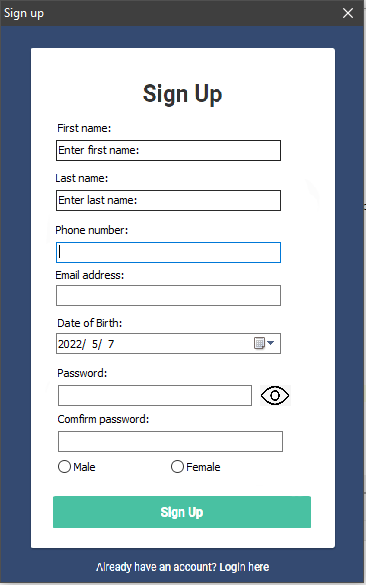 Sign up
Sign Up
First name:
Enter first name:
Last name:
Enter last name:
Phone number:
Email address:
Date of Birth:
2022/ 5/ 7
Password:
Comfirm password:
Male Female
Sign Up
Already have an account? Login here